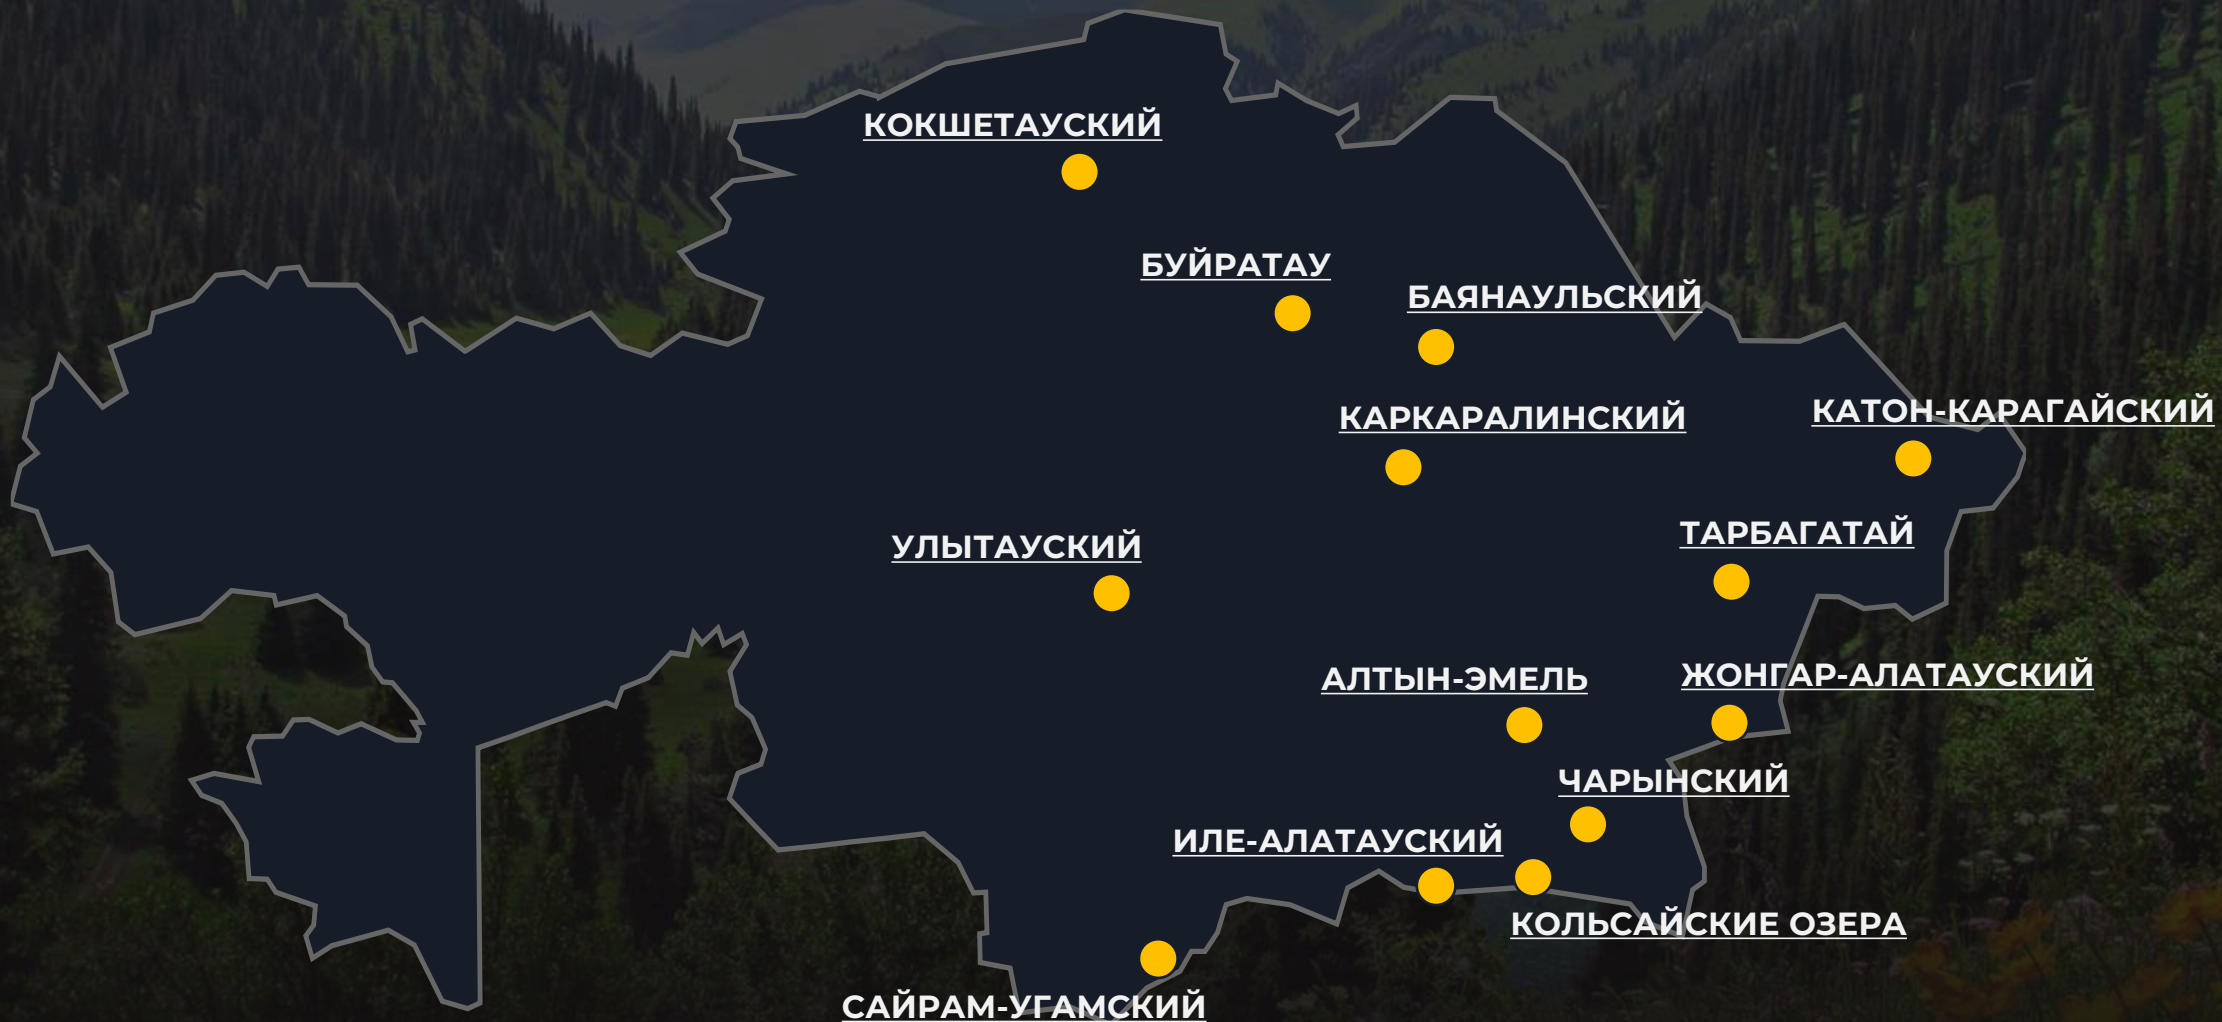 КОКШЕТАУСКИЙ
БУЙРАТАУ
БАЯНАУЛЬСКИЙ
КАРКАРАЛИНСКИЙ
КАТОН-КАРАГАЙСКИЙ
ТАРБАГАТАЙ
УЛЫТАУСКИЙ
АЛТЫН-ЭМЕЛЬ
ЖОНГАР-АЛАТАУСКИЙ
ЧАРЫНСКИЙ
ИЛЕ-АЛАТАУСКИЙ
КОЛЬСАЙСКИЕ ОЗЕРА
САЙРАМ-УГАМСКИЙ